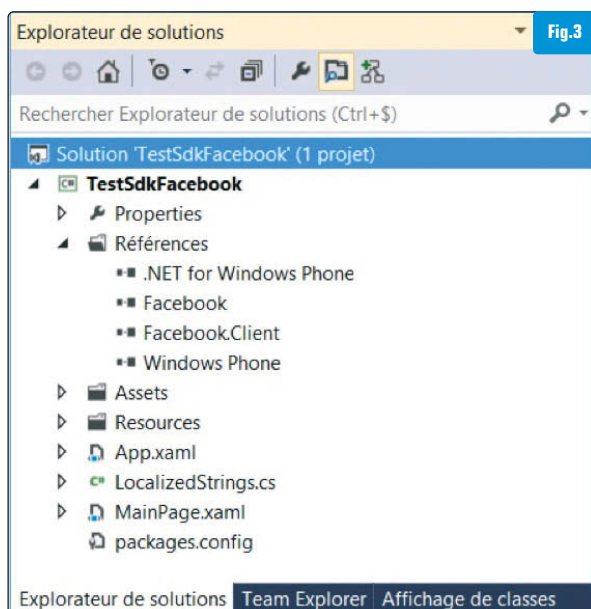 Explorateur de solutions
Fig.3
Rechercher Explorateur de solutions (Ctrl+$)
Solution 'TestSdkFacebook' (1 projet)
C# TestSdkFacebook
Properties
Références
.NET for Windows Phone
Facebook
Facebook.Client
Windows Phone
Assets
Resources
App.xaml
C# LocalizedStrings.cs
MainPage.xaml
packages.config
Explorateur de solutions Team Explorer Affichage de classes